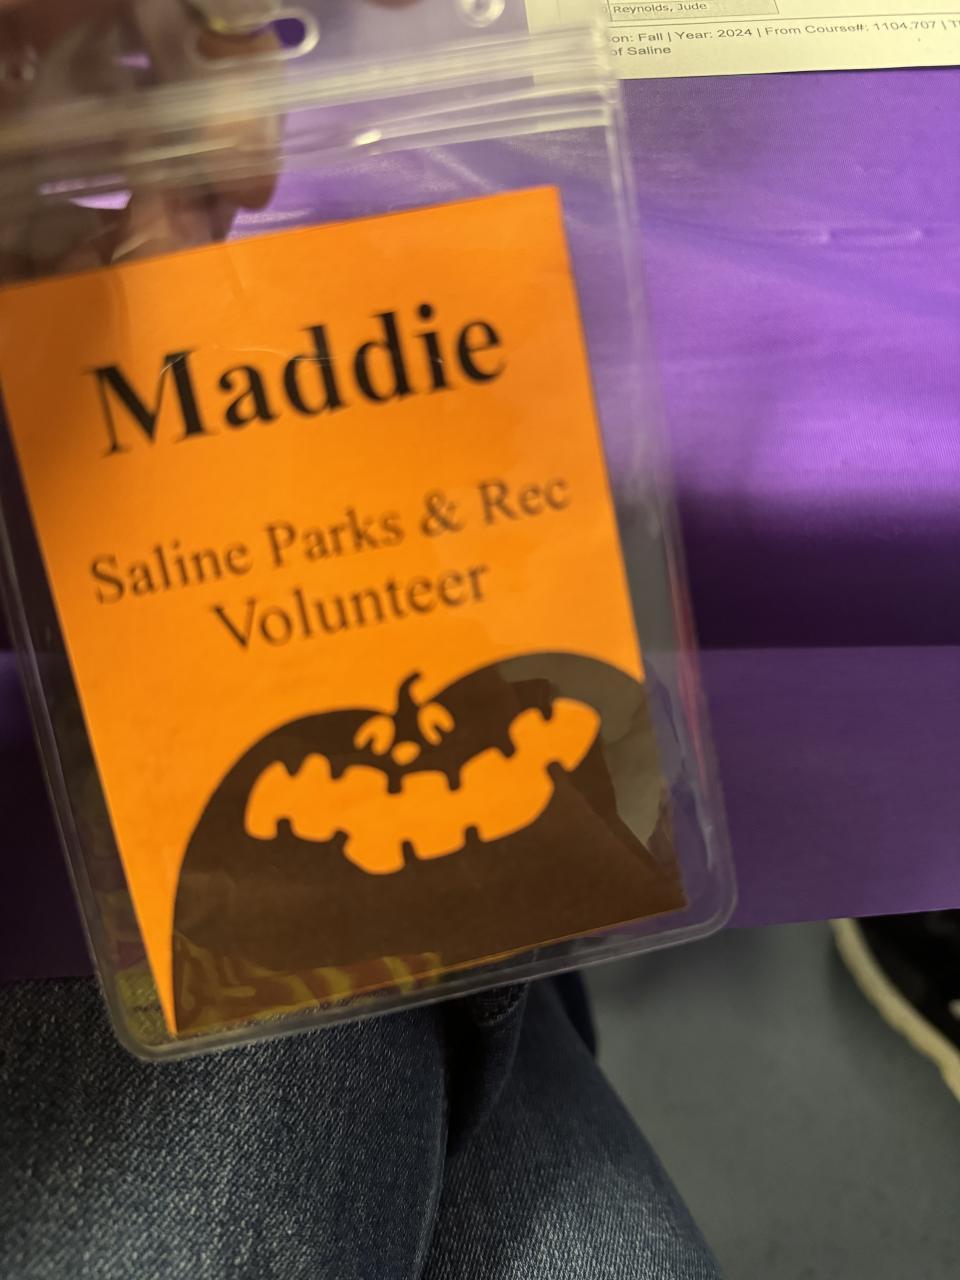 Reynolds, Jude
on: Fall | Year: 2024 | From Course#: 1104.707 | T
of Saline
Maddie
Saline Parks & Rec
Volunteer